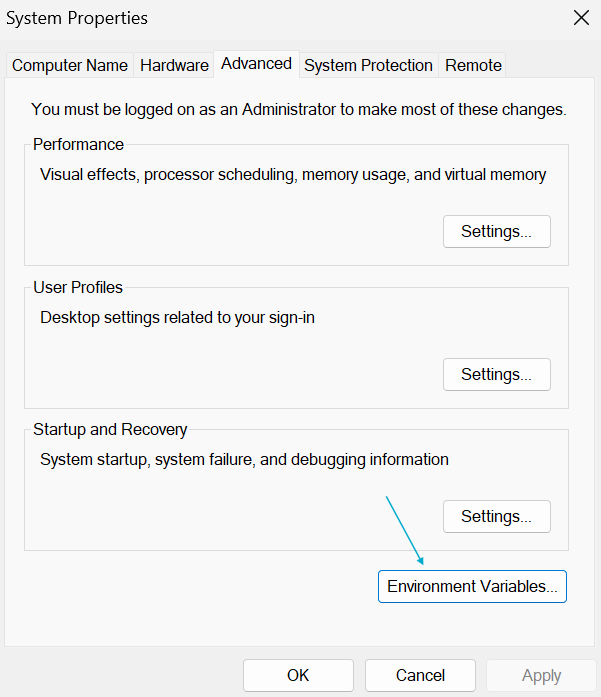 System Properties
Computer Name Hardware Advanced System Protection Remote
You must be logged on as an Administrator to make most of these changes.
Performance
Visual effects, processor scheduling, memory usage, and virtual memory
Settings...
User Profiles
Desktop settings related to your sign-in
Settings...
Startup and Recovery
System startup, system failure, and debugging information
Settings...
Environment Variables...
OK Cancel Apply